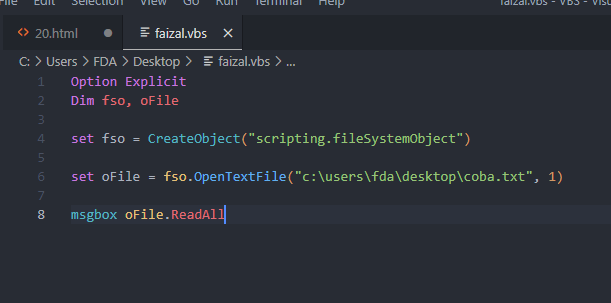 File Edit Selection View Go Run Terminal Help faizal.vbs - VBS - Visu
20.html faizal.vbs
C: > Users > FDA > Desktop > faizal.vbs > ...
1 Option Explicit
2 Dim fso, oFile
3
4 set fso = CreateObject("scripting.fileSystemObject")
5
6 set oFile = fso.OpenTextFile("c:\users\fda\desktop\coba.txt", 1)
7
8 msgbox oFile.ReadAll